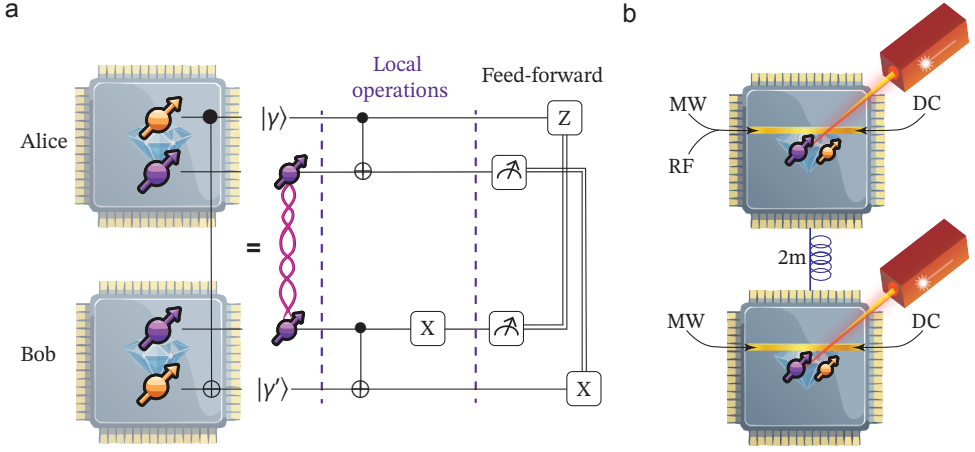 a
b
Alice
Bob
=
|γ⟩
|γ'⟩
Local
operations
Feed-forward
Z
X
X
MW
RF
DC
2m
MW
DC